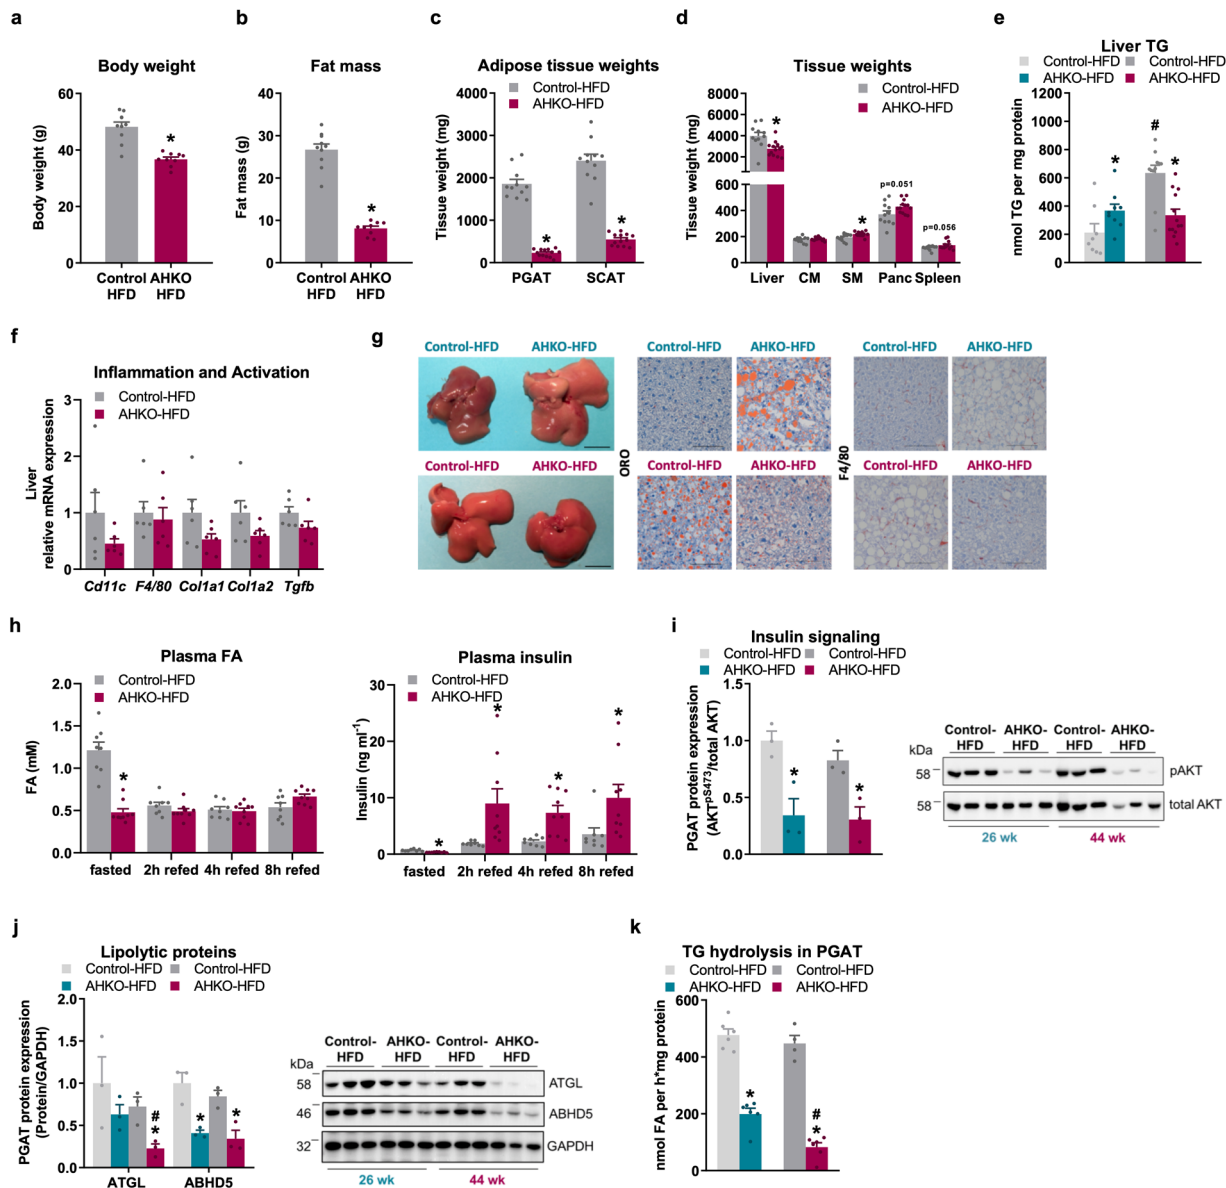 a
Body weight
Body weight (g)
60
40
20
0
*
Control AHKO
HFD HFD
b
Fat mass
Fat mass (g)
40
30
20
10
0
*
Control AHKO
HFD HFD
c
Adipose tissue weights
Control-HFD
AHKO-HFD
Tissue weight (mg)
4000
3000
2000
1000
0
*
*
PGAT SCAT
d
Tissue weights
Control-HFD
AHKO-HFD
Tissue weight (mg)
8000
6000
4000
2000
600
400
200
0
*
*
p=0.051
p=0.056
Liver CM SM Panc Spleen
e
Liver TG
Control-HFD Control-HFD
AHKO-HFD AHKO-HFD
nmol TG per mg protein
1200
1000
800
600
400
200
0
*
#
*
f
Inflammation and Activation
Control-HFD
AHKO-HFD
Liver
relative mRNA expression
3
2
1
0
Cd11c F4/80 Col1a1 Col1a2 Tgfb
g
Control-HFD AHKO-HFD
Control-HFD AHKO-HFD
ORO
Control-HFD AHKO-HFD
Control-HFD AHKO-HFD
F4/80
Control-HFD AHKO-HFD
Control-HFD AHKO-HFD
h
Plasma FA
Control-HFD
AHKO-HFD
FA (mM)
2.0
1.5
1.0
0.5
0.0
*
fasted 2h refed 4h refed 8h refed
Plasma insulin
Control-HFD
AHKO-HFD
Insulin (ng ml-1)
30
20
10
0
*
*
*
*
fasted 2h refed 4h refed 8h refed
i
Insulin signaling
Control-HFD Control-HFD
AHKO-HFD AHKO-HFD
PGAT protein expression
(AKTpS473/total AKT)
1.5
1.0
0.5
0.0
*
*
Control- AHKO- Control- AHKO-
HFD HFD HFD HFD
kDa
58
pAKT
58
total AKT
26 wk 44 wk
j
Lipolytic proteins
Control-HFD Control-HFD
AHKO-HFD AHKO-HFD
PGAT protein expression
(Protein/GAPDH)
2.0
1.5
1.0
0.5
0.0
#
*
*
*
ATGL ABHD5
Control- AHKO- Control- AHKO-
HFD HFD HFD HFD
kDa
58
ATGL
46
ABHD5
32
GAPDH
26 wk 44 wk
k
TG hydrolysis in PGAT
Control-HFD Control-HFD
AHKO-HFD AHKO-HFD
nmol FA per h*mg protein
600
400
200
0
*
#
*